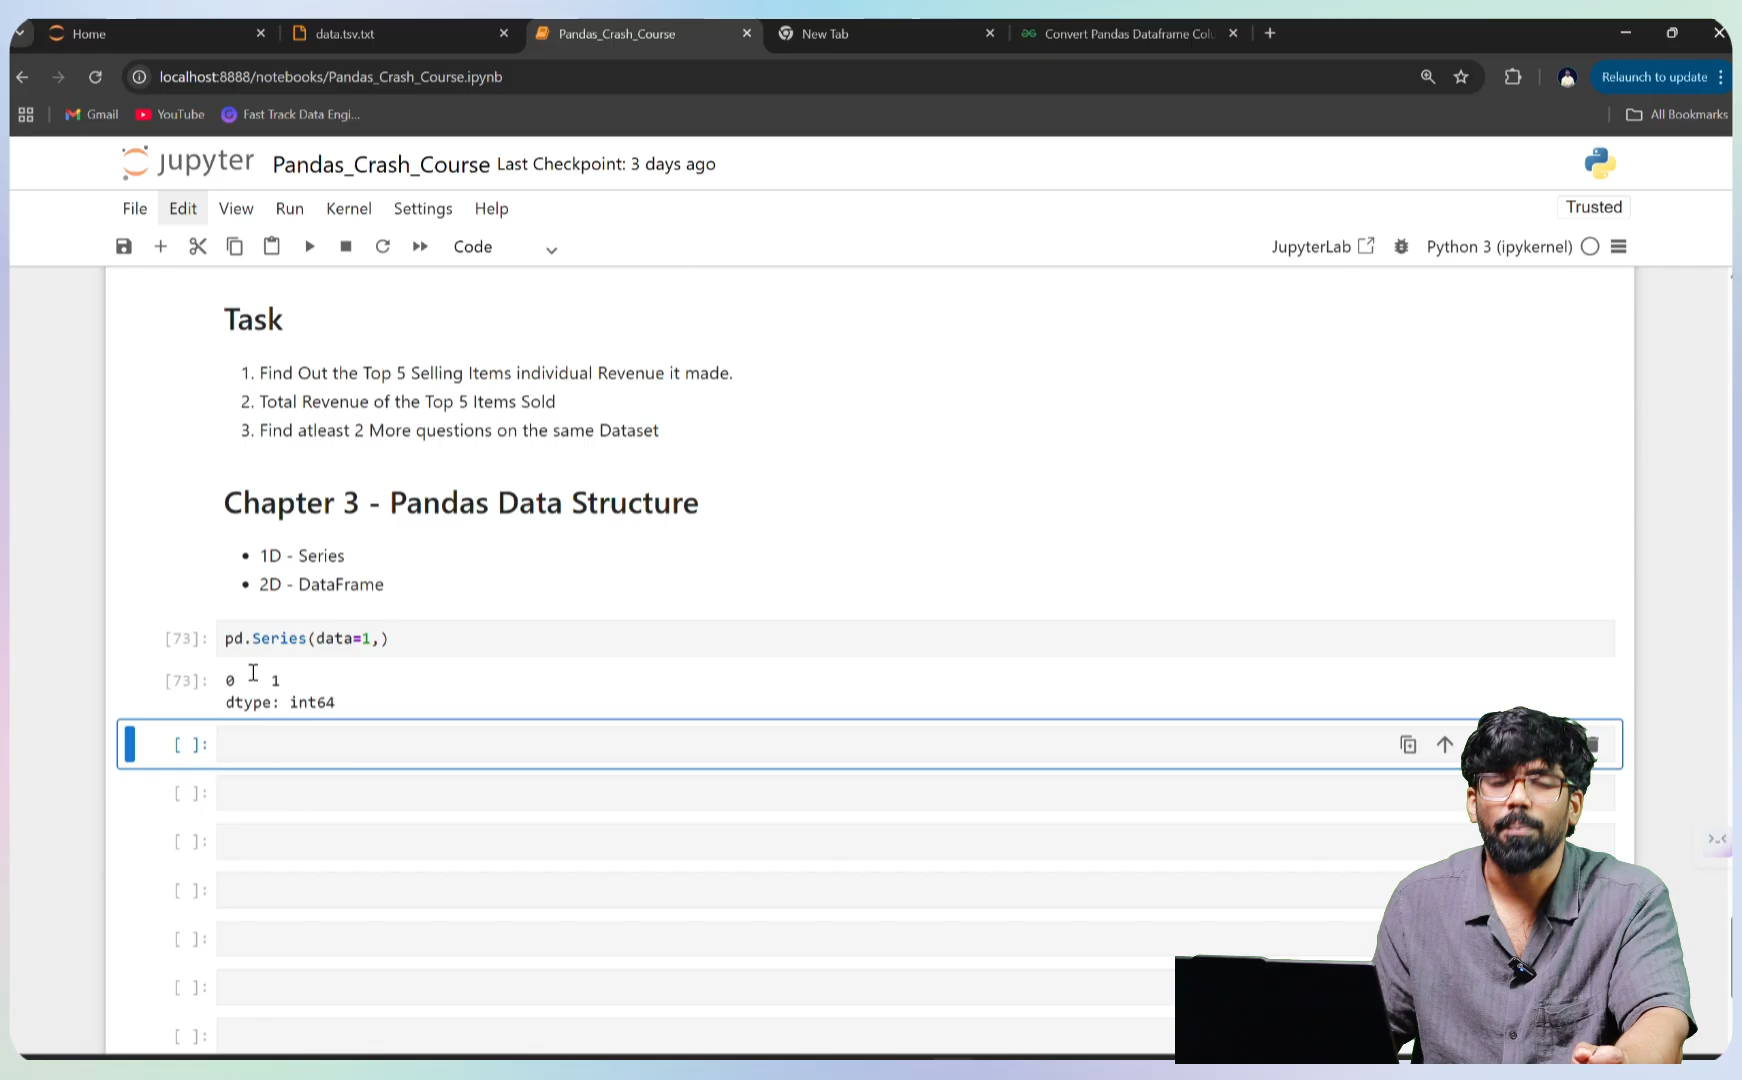 Home
data.tsv.txt
Pandas_Crash_Course
New Tab
Convert Pandas Dataframe Col
localhost:8888/notebooks/Pandas_Crash_Course.ipynb
Relaunch to update
Gmail
YouTube
Fast Track Data Engi...
All Bookmarks
jupyter
Pandas_Crash_Course Last Checkpoint: 3 days ago
File Edit View Run Kernel Settings Help
Trusted
Code
JupyterLab
Python 3 (ipykernel)
Task
1. Find Out the Top 5 Selling Items individual Revenue it made.
2. Total Revenue of the Top 5 Items Sold
3. Find atleast 2 More questions on the same Dataset
Chapter 3 - Pandas Data Structure
• 1D - Series
• 2D - DataFrame
[73]: pd.Series(data=1,)
[73]: 0 1
dtype: int64
[ ]:
[ ]:
[ ]:
[ ]:
[ ]:
[ ]:
[ ]: